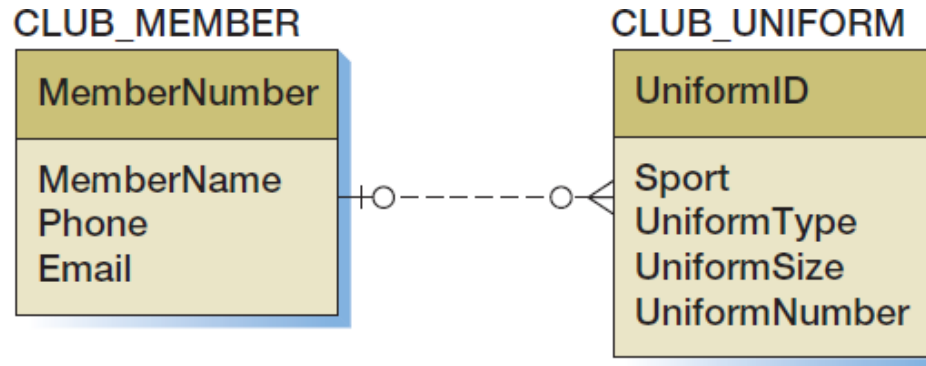 CLUB_MEMBER
MemberNumber
MemberName
Phone
Email
CLUB_UNIFORM
UniformID
Sport
UniformType
UniformSize
UniformNumber